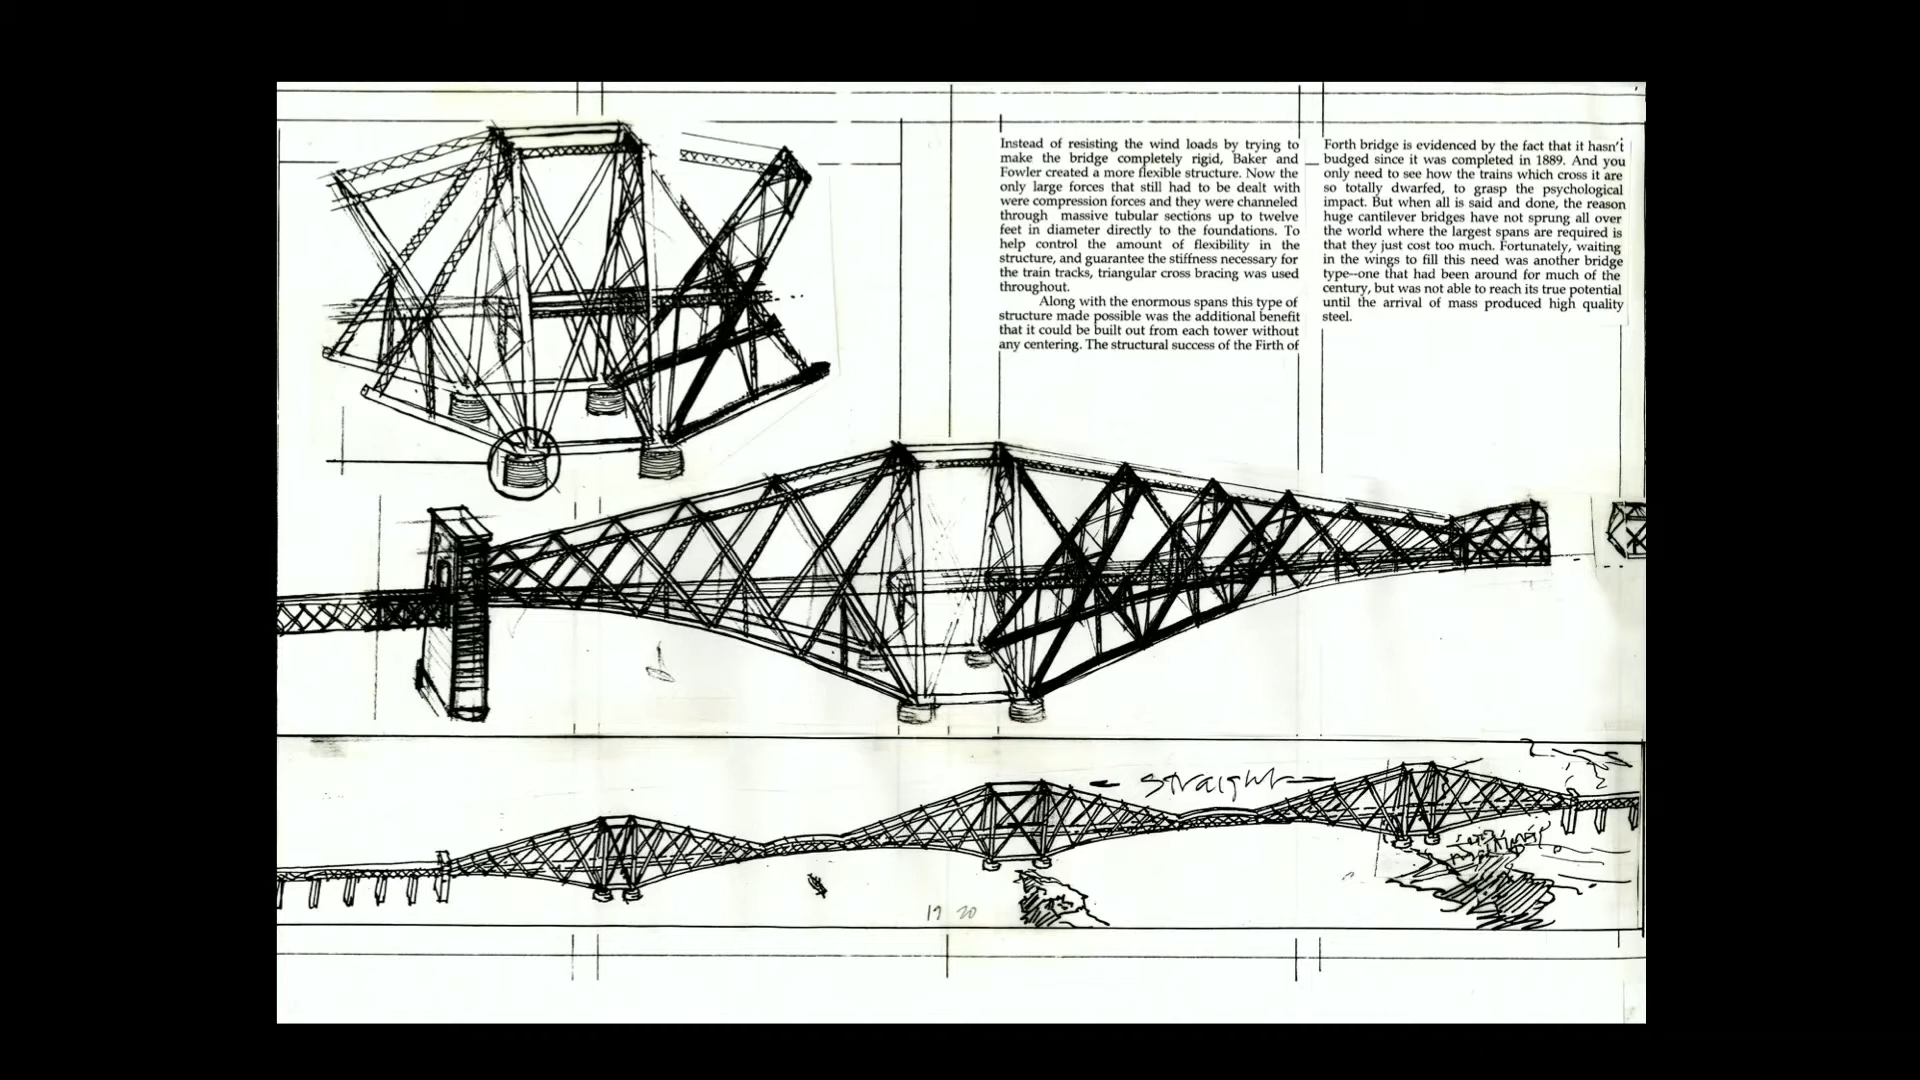 Instead of resisting the wind loads by trying to
make the bridge completely rigid, Baker and
Fowler created a more flexible structure. Now the
only large forces that still had to be dealt with
were compression forces and they were channeled
through massive tubular sections up to twelve
feet in diameter directly to the foundations. To
help control the amount of flexibility in the
structure, and guarantee the stiffness necessary for
the train tracks, triangular cross bracing was used
throughout.
Along with the enormous spans this type of
structure made possible was the additional benefit
that it could be built out from each tower without
any centering. The structural success of the Firth of
Forth bridge is evidenced by the fact that it hasn't
budged since it was completed in 1889. And you
only need to see how the trains which cross it are
so totally dwarfed, to grasp the psychological
impact. But when all is said and done, the reason
huge cantilever bridges have not sprung all over
the world where the largest spans are required is
that they just cost too much. Fortunately, waiting
in the wings to fill this need was another bridge
type--one that had been around for much of the
century, but was not able to reach its true potential
until the arrival of mass produced high quality
steel.
straight
19 20